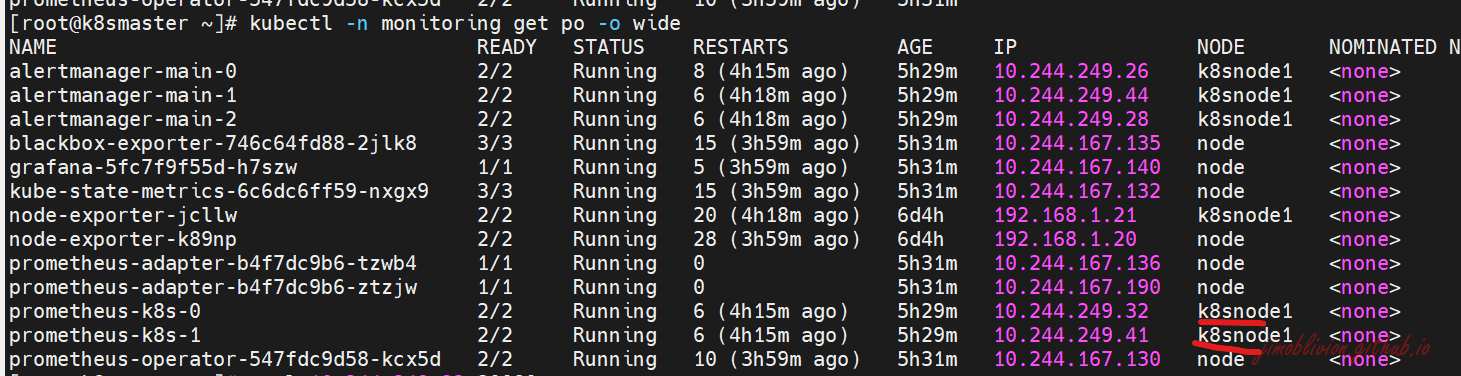 prometheus-operator-547fdc9d58-kcx5d 2/2 Running 10 (3h59m ago) 5h31m
[root@k8smaster ~]# kubectl -n monitoring get po -o wide
NAME READY STATUS RESTARTS AGE IP NODE NOMINATED N
alertmanager-main-0 2/2 Running 8 (4h15m ago) 5h29m 10.244.249.26 k8snode1 <none>
alertmanager-main-1 2/2 Running 6 (4h18m ago) 5h29m 10.244.249.44 k8snode1 <none>
alertmanager-main-2 2/2 Running 6 (4h18m ago) 5h29m 10.244.249.28 k8snode1 <none>
blackbox-exporter-746c64fd88-2jlk8 3/3 Running 15 (3h59m ago) 5h31m 10.244.167.135 node <none>
grafana-5fc7f9f55d-h7szw 1/1 Running 5 (3h59m ago) 5h31m 10.244.167.140 node <none>
kube-state-metrics-6c6dc6ff59-nxgx9 3/3 Running 15 (3h59m ago) 5h31m 10.244.167.132 node <none>
node-exporter-jcllw 2/2 Running 20 (4h18m ago) 6d4h 192.168.1.21 k8snode1 <none>
node-exporter-k89np 2/2 Running 28 (3h59m ago) 6d4h 192.168.1.20 node <none>
prometheus-adapter-b4f7dc9b6-tzwb4 1/1 Running 0 5h31m 10.244.167.136 node <none>
prometheus-adapter-b4f7dc9b6-ztzjw 1/1 Running 0 5h31m 10.244.167.190 node <none>
prometheus-k8s-0 2/2 Running 6 (4h15m ago) 5h29m 10.244.249.32 k8snode1 <none>
prometheus-k8s-1 2/2 Running 6 (4h15m ago) 5h29m 10.244.249.41 k8snode1 <none>
prometheus-operator-547fdc9d58-kcx5d 2/2 Running 10 (3h59m ago) 5h31m 10.244.167.130 node <none>